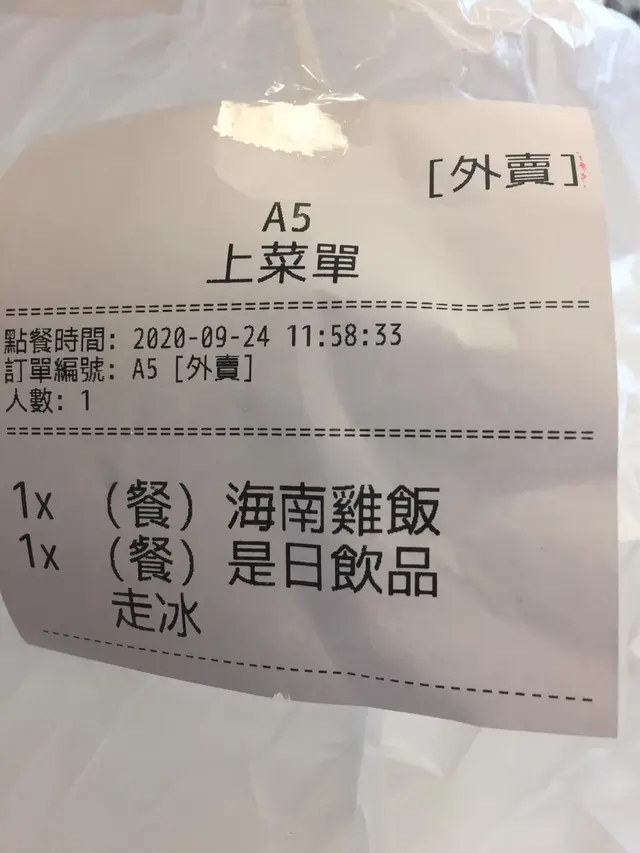 [外賣]
A5
上菜單
================================================
點餐時間: 2020-09-24 11:58:33
訂單編號: A5 [外賣]
人數: 1
================================================
1x （餐）海南雞飯
1x （餐）是日飲品
走冰
------------------------------------------------